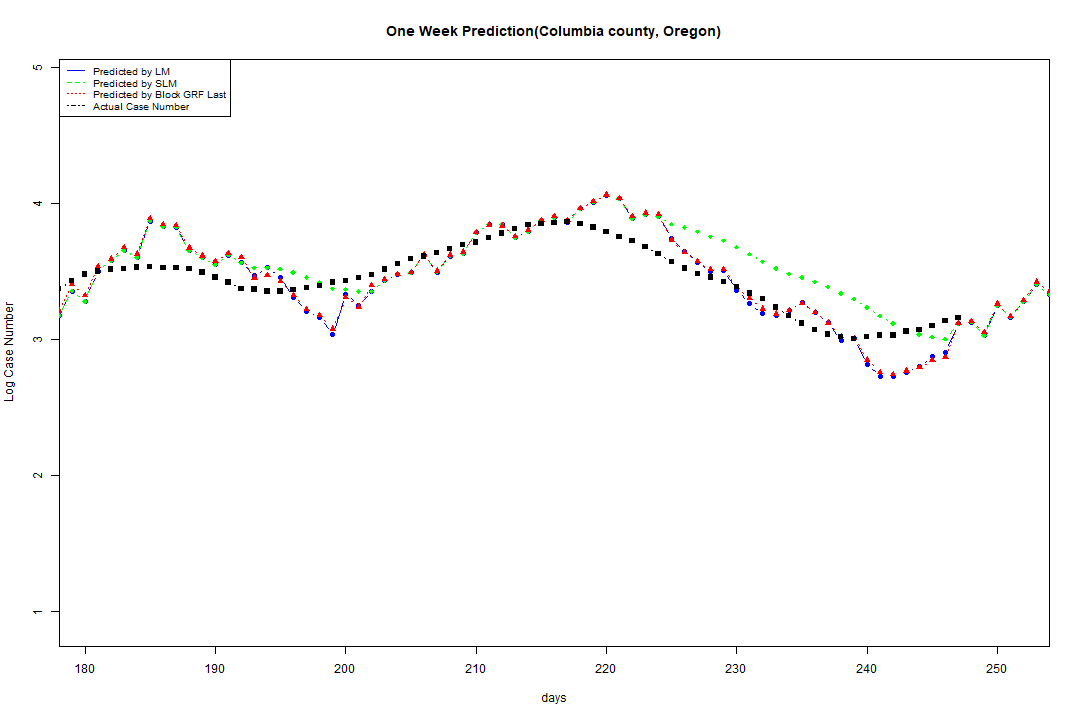 One Week Prediction(Columbia county, Oregon)
Predicted by LM
Predicted by SLM
Predicted by Block GRF Last
Actual Case Number
5
4
3
2
1
Log Case Number
180 190 200 210 220 230 240 250
days